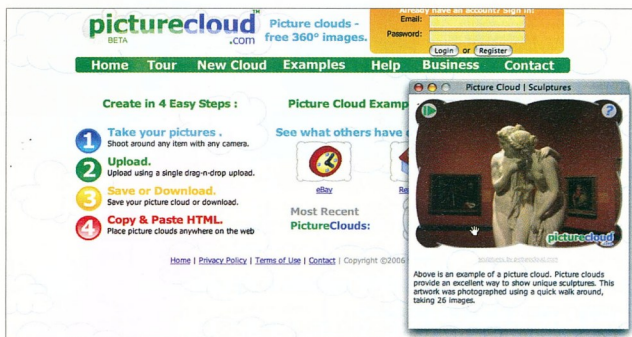 picturecloud™
BETA
.com
Picture clouds -
free 360° images.
Already have an account? Sign in!
Email:
Password:
Login or Register
Home Tour New Cloud Examples Help Business Contact
Create in 4 Easy Steps :
1 Take your pictures .
Shoot around any item with any camera.
2 Upload.
Upload using a single drag-n-drop upload.
3 Save or Download.
Save your picture cloud or download.
4 Copy & Paste HTML.
Place picture clouds anywhere on the web
Picture Cloud Examp
See what others have
eBay
Re
Most Recent
PictureClouds:
Home | Privacy Policy | Terms of Use | Contact | Copyright ©2006
Picture Cloud | Sculptures
?
picturecloud
Above is an example of a picture cloud. Picture clouds
provide an excellent way to show unique sculptures. This
artwork was photographed using a quick walk around,
taking 26 images.